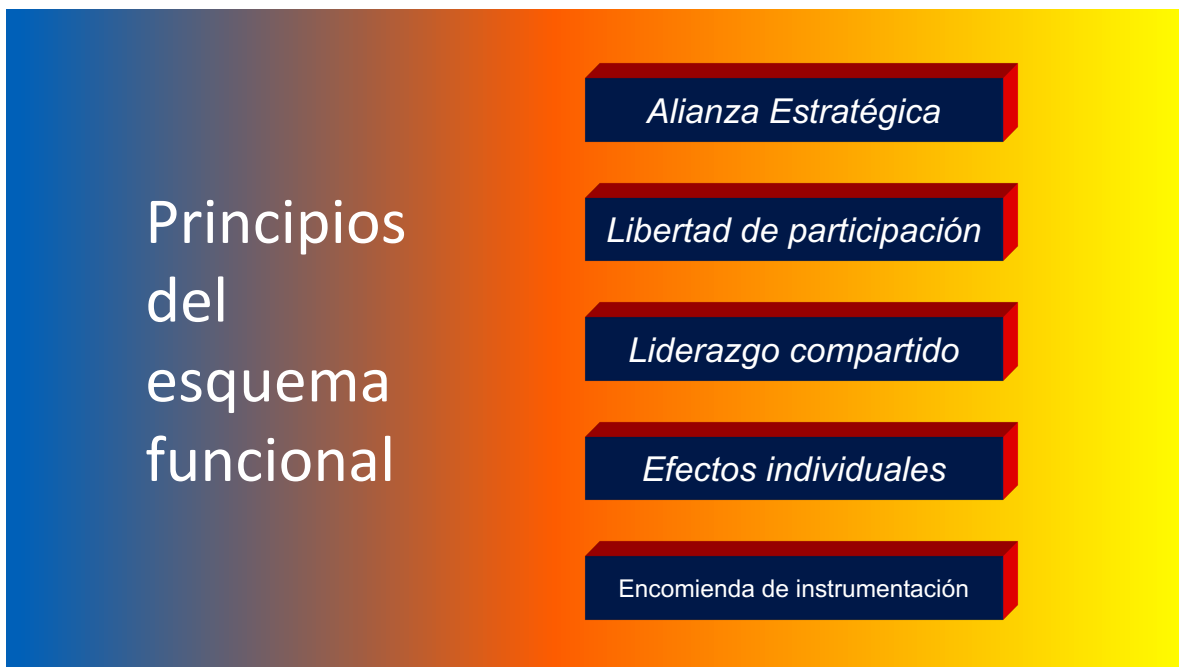 Principios
del
esquema
funcional
Alianza Estratégica
Libertad de participación
Liderazgo compartido
Efectos individuales
Encomienda de instrumentación